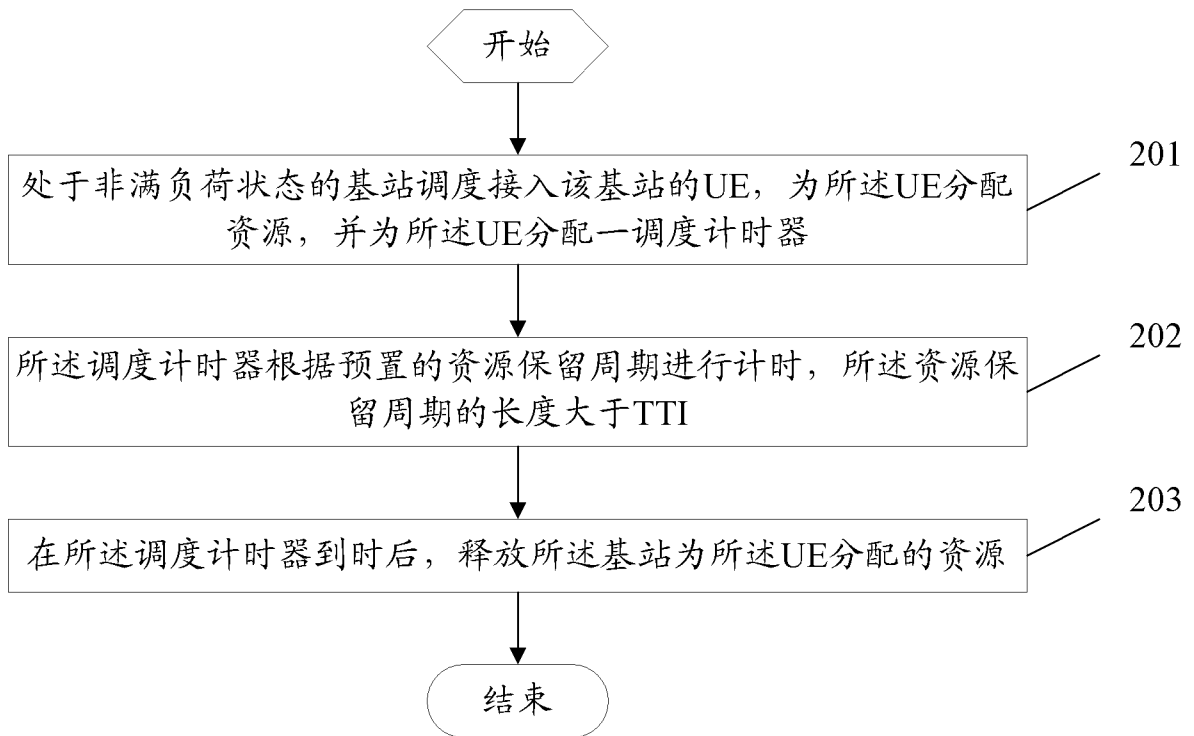 开始
201
处于非满负荷状态的基站调度接入该基站的UE，为所述UE分配
资源，并为所述UE分配一调度计时器
202
所述调度计时器根据预置的资源保留周期进行计时，所述资源保
留周期的长度大于TTI
203
在所述调度计时器到时后，释放所述基站为所述UE分配的资源
结束